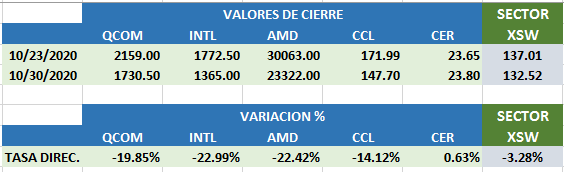 VALORES DE CIERRE SECTOR
QCOM INTL AMD CCL CER XSW
10/23/2020 2159.00 1772.50 30063.00 171.99 23.65 137.01
10/30/2020 1730.50 1365.00 23322.00 147.70 23.80 132.52
VARIACION % SECTOR
QCOM INTL AMD CCL CER XSW
TASA DIREC. -19.85% -22.99% -22.42% -14.12% 0.63% -3.28%